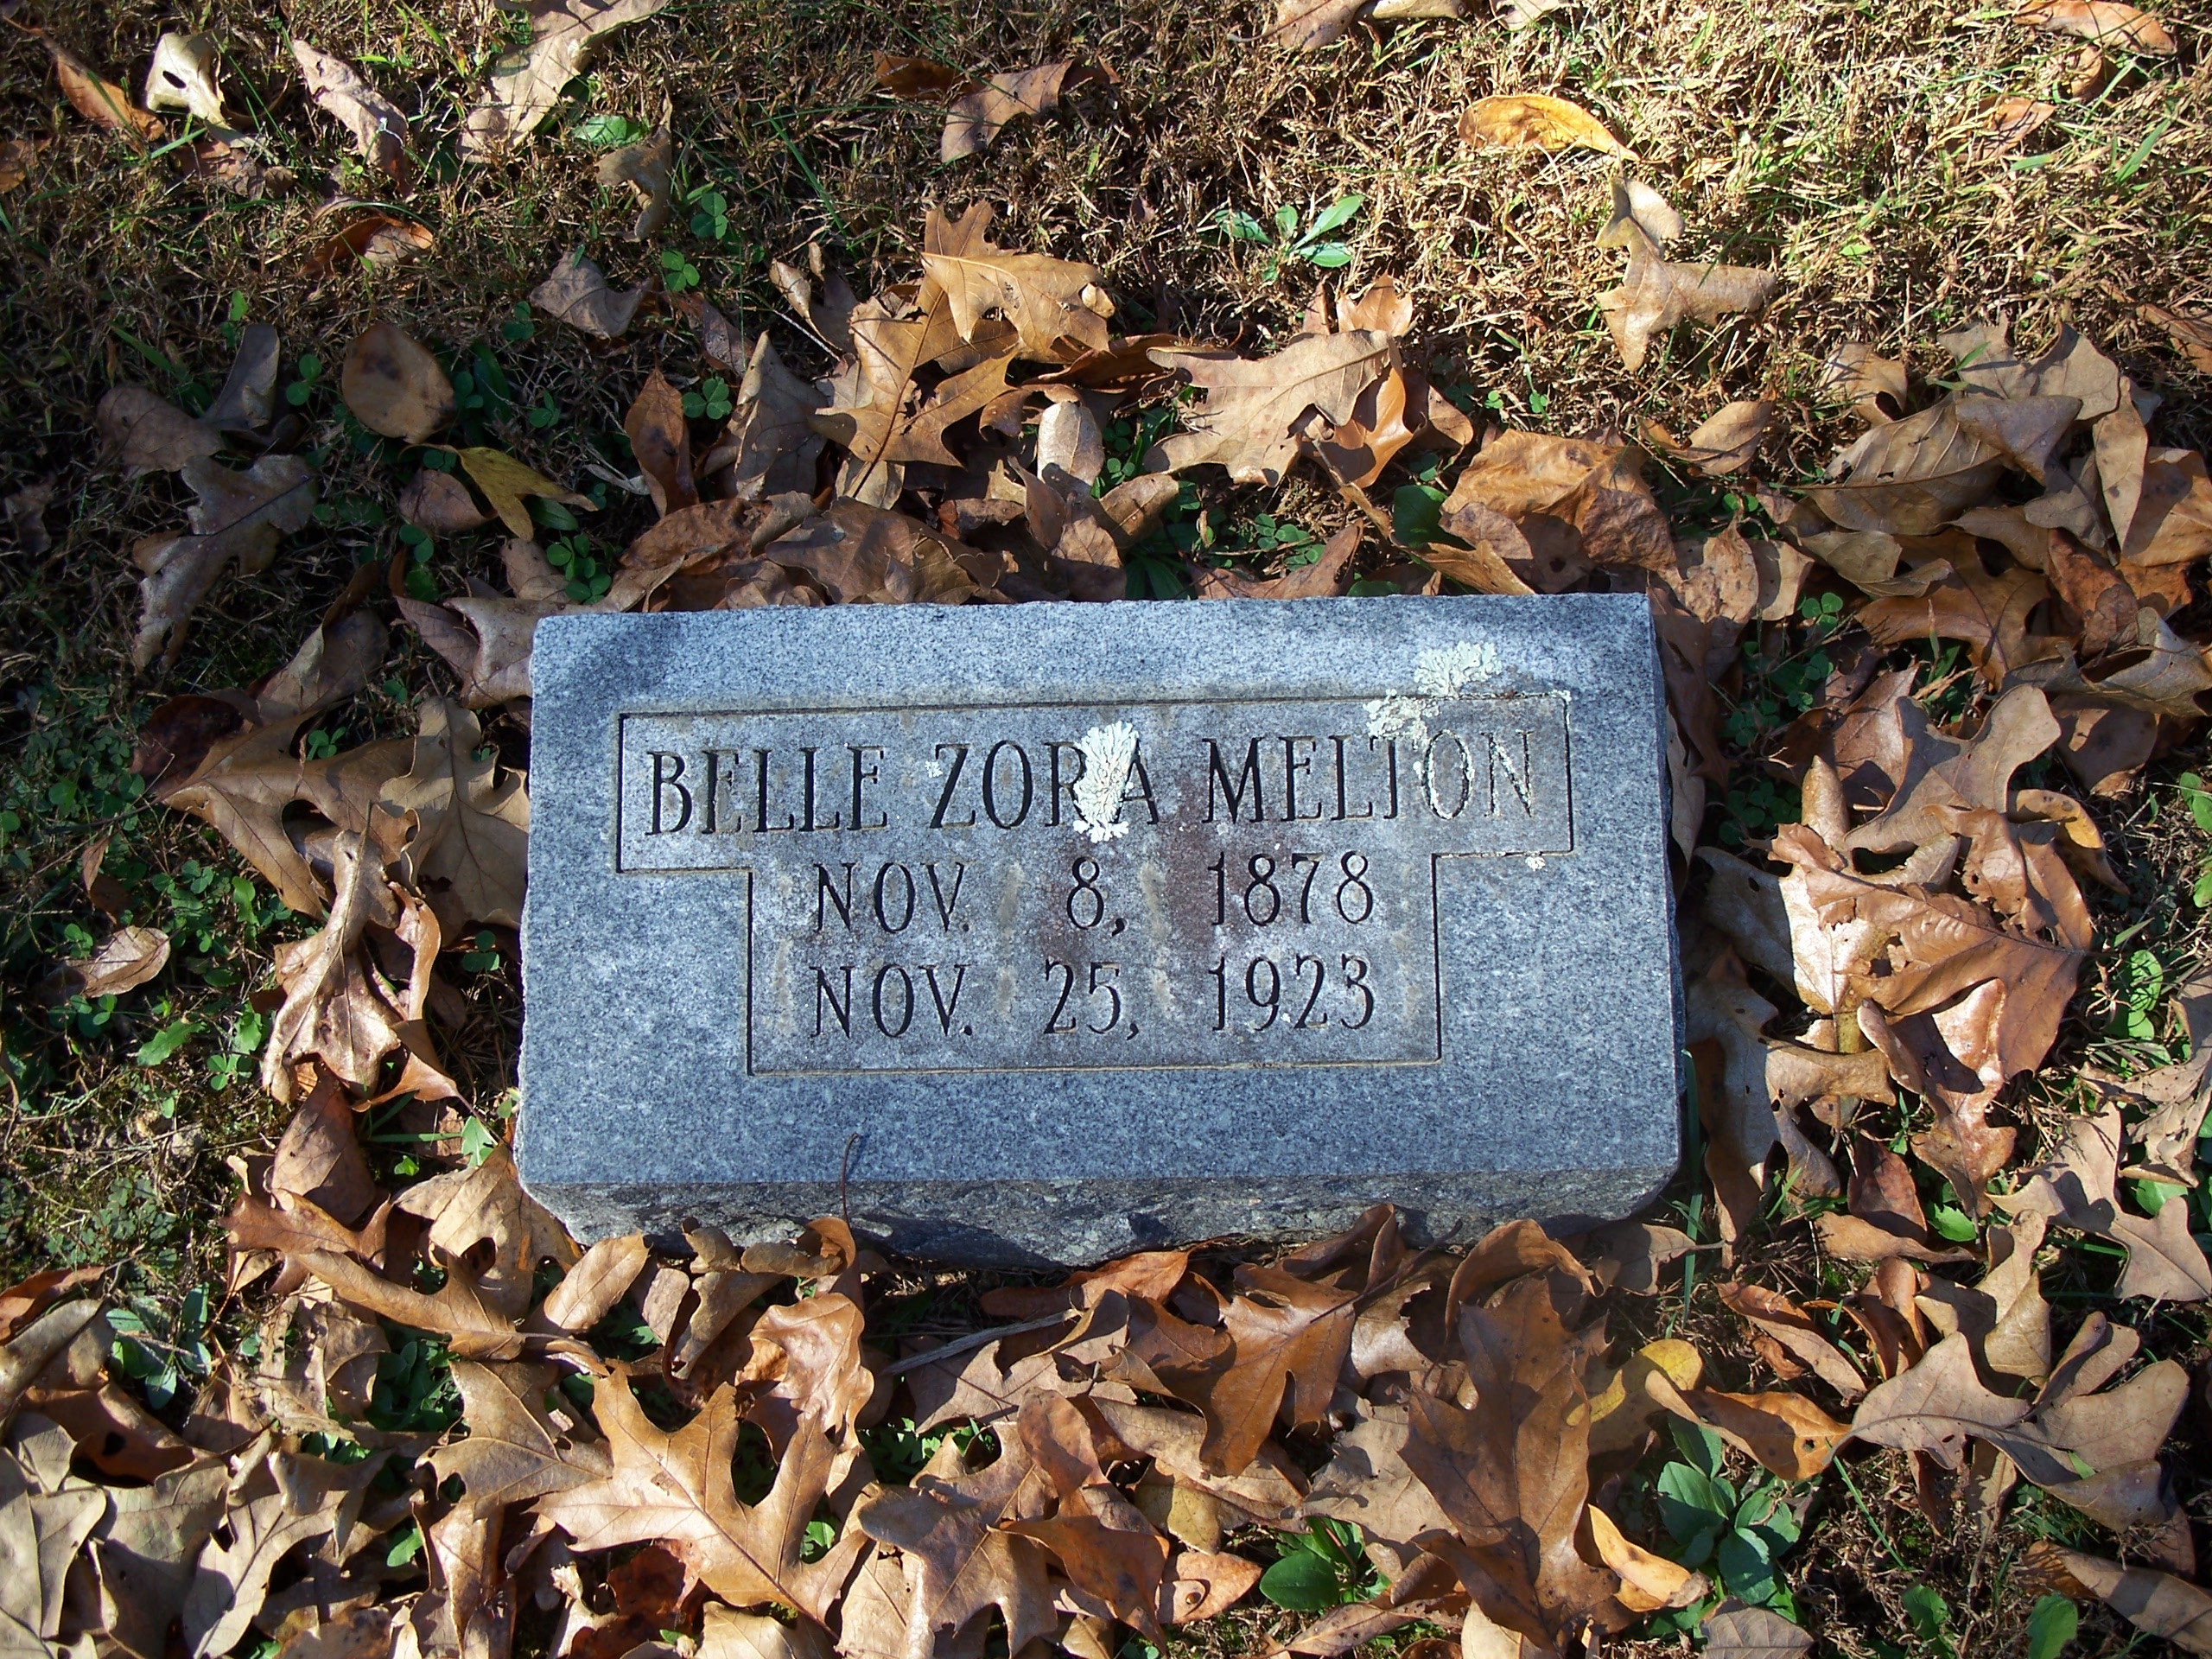 BELLE ZORA MELTON
NOV. 8, 1878
NOV. 25, 1923